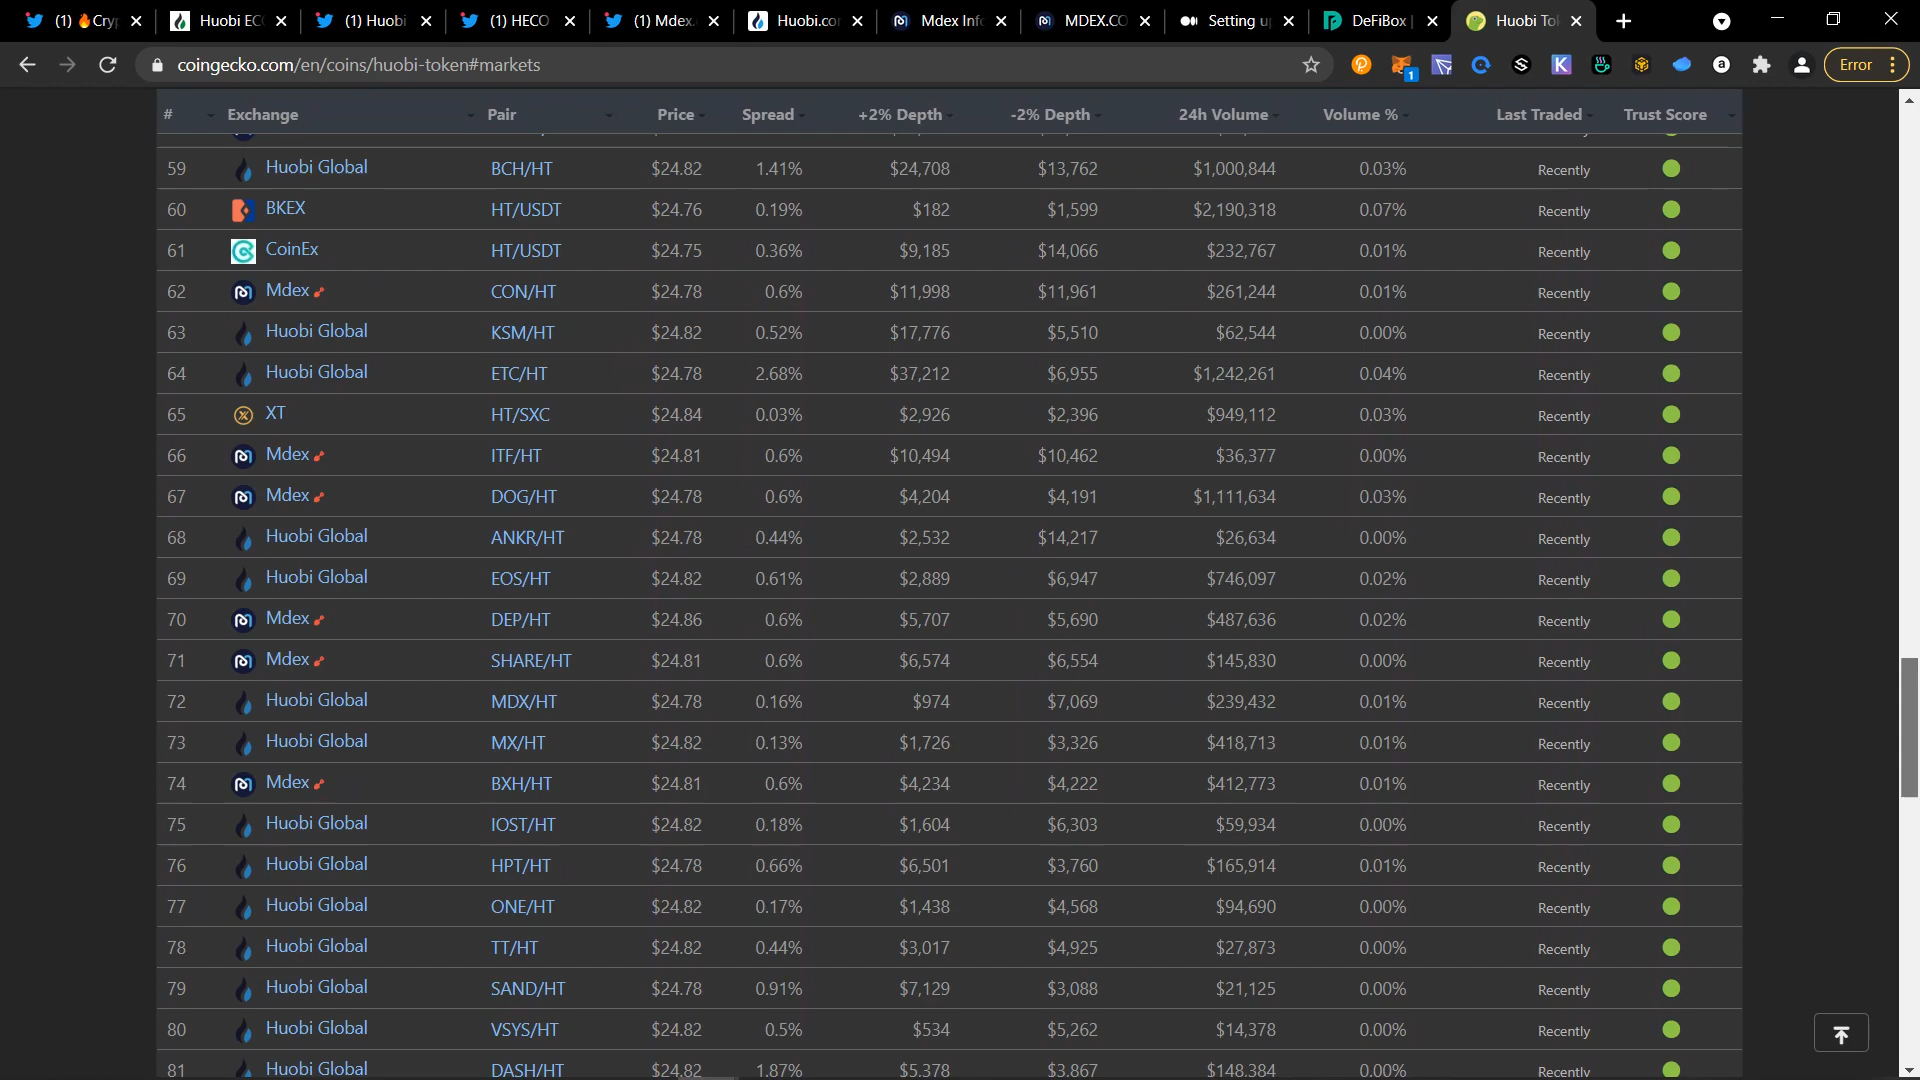 (1) 🔥Cry
Huobi EC
(1) Huobi
(1) HECO
(1) Mdex.
Huobi.co
Mdex Inf
MDEX.CO
Setting u
DeFiBox |
Huobi To
coingecko.com/en/coins/huobi-token#markets
1
Error
# Exchange Pair Price Spread +2% Depth -2% Depth 24h Volume Volume % Last Traded Trust Score
59 Huobi Global BCH/HT $24.82 1.41% $24,708 $13,762 $1,000,844 0.03% Recently
60 BKEX HT/USDT $24.76 0.19% $182 $1,599 $2,190,318 0.07% Recently
61 CoinEx HT/USDT $24.75 0.36% $9,185 $14,066 $232,767 0.01% Recently
62 Mdex CON/HT $24.78 0.6% $11,998 $11,961 $261,244 0.01% Recently
63 Huobi Global KSM/HT $24.82 0.52% $17,776 $5,510 $62,544 0.00% Recently
64 Huobi Global ETC/HT $24.78 2.68% $37,212 $6,955 $1,242,261 0.04% Recently
65 XT HT/SXC $24.84 0.03% $2,926 $2,396 $949,112 0.03% Recently
66 Mdex ITF/HT $24.81 0.6% $10,494 $10,462 $36,377 0.00% Recently
67 Mdex DOG/HT $24.78 0.6% $4,204 $4,191 $1,111,634 0.03% Recently
68 Huobi Global ANKR/HT $24.78 0.44% $2,532 $14,217 $26,634 0.00% Recently
69 Huobi Global EOS/HT $24.82 0.61% $2,889 $6,947 $746,097 0.02% Recently
70 Mdex DEP/HT $24.86 0.6% $5,707 $5,690 $487,636 0.02% Recently
71 Mdex SHARE/HT $24.81 0.6% $6,574 $6,554 $145,830 0.00% Recently
72 Huobi Global MDX/HT $24.78 0.16% $974 $7,069 $239,432 0.01% Recently
73 Huobi Global MX/HT $24.82 0.13% $1,726 $3,326 $418,713 0.01% Recently
74 Mdex BXH/HT $24.81 0.6% $4,234 $4,222 $412,773 0.01% Recently
75 Huobi Global IOST/HT $24.82 0.18% $1,604 $6,303 $59,934 0.00% Recently
76 Huobi Global HPT/HT $24.78 0.66% $6,501 $3,760 $165,914 0.01% Recently
77 Huobi Global ONE/HT $24.82 0.17% $1,438 $4,568 $94,690 0.00% Recently
78 Huobi Global TT/HT $24.82 0.44% $3,017 $4,925 $27,873 0.00% Recently
79 Huobi Global SAND/HT $24.78 0.91% $7,129 $3,088 $21,125 0.00% Recently
80 Huobi Global VSYS/HT $24.82 0.5% $534 $5,262 $14,378 0.00% Recently
81 Huobi Global DASH/HT $24.82 1.87% $5,378 $3,867 $148,384 0.00% Recently